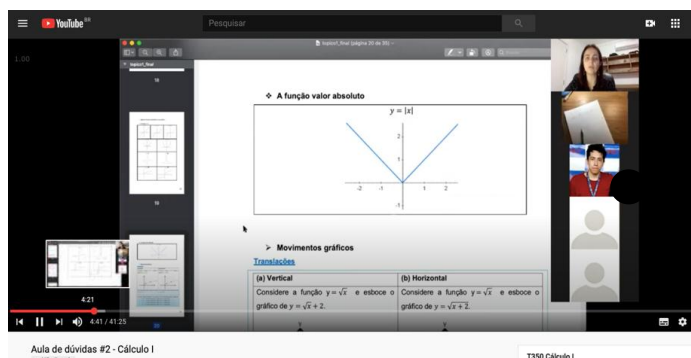 YouTube BR
Pesquisar
1.00
topico1_final (página 20 de 35)
topico1_final
❖ A função valor absoluto
y = |x|
2
1
-2 -1 1 2
-1
➢ Movimentos gráficos
Translações
(a) Vertical
(b) Horizontal
Considere a função y = √x e esboce o gráfico de y = √x + 2.
Considere a função y = √x e esboce o gráfico de y = √x + 2.
y
y
4:21
4:41 / 41:25
Aula de dúvidas #2 - Cálculo I
T350 Cálculo I